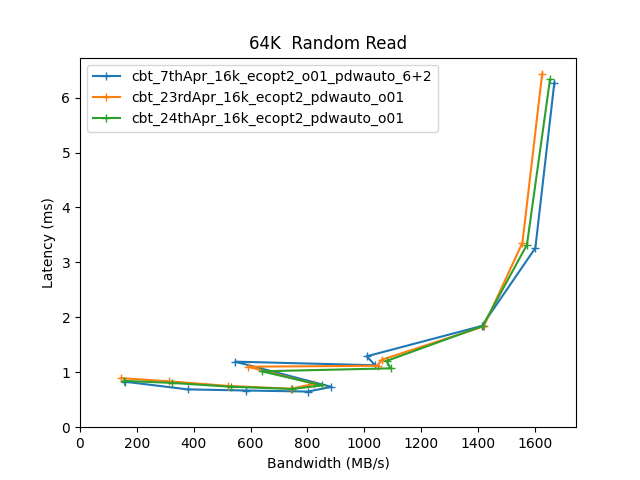 64K  Random Read
cbt_7thApr_16k_ecopt2_o01_pdwauto_6+2
cbt_23rdApr_16k_ecopt2_pdwauto_o01
cbt_24thApr_16k_ecopt2_pdwauto_o01
Latency (ms)
6
5
4
3
2
1
0
0 200 400 600 800 1000 1200 1400 1600
Bandwidth (MB/s)